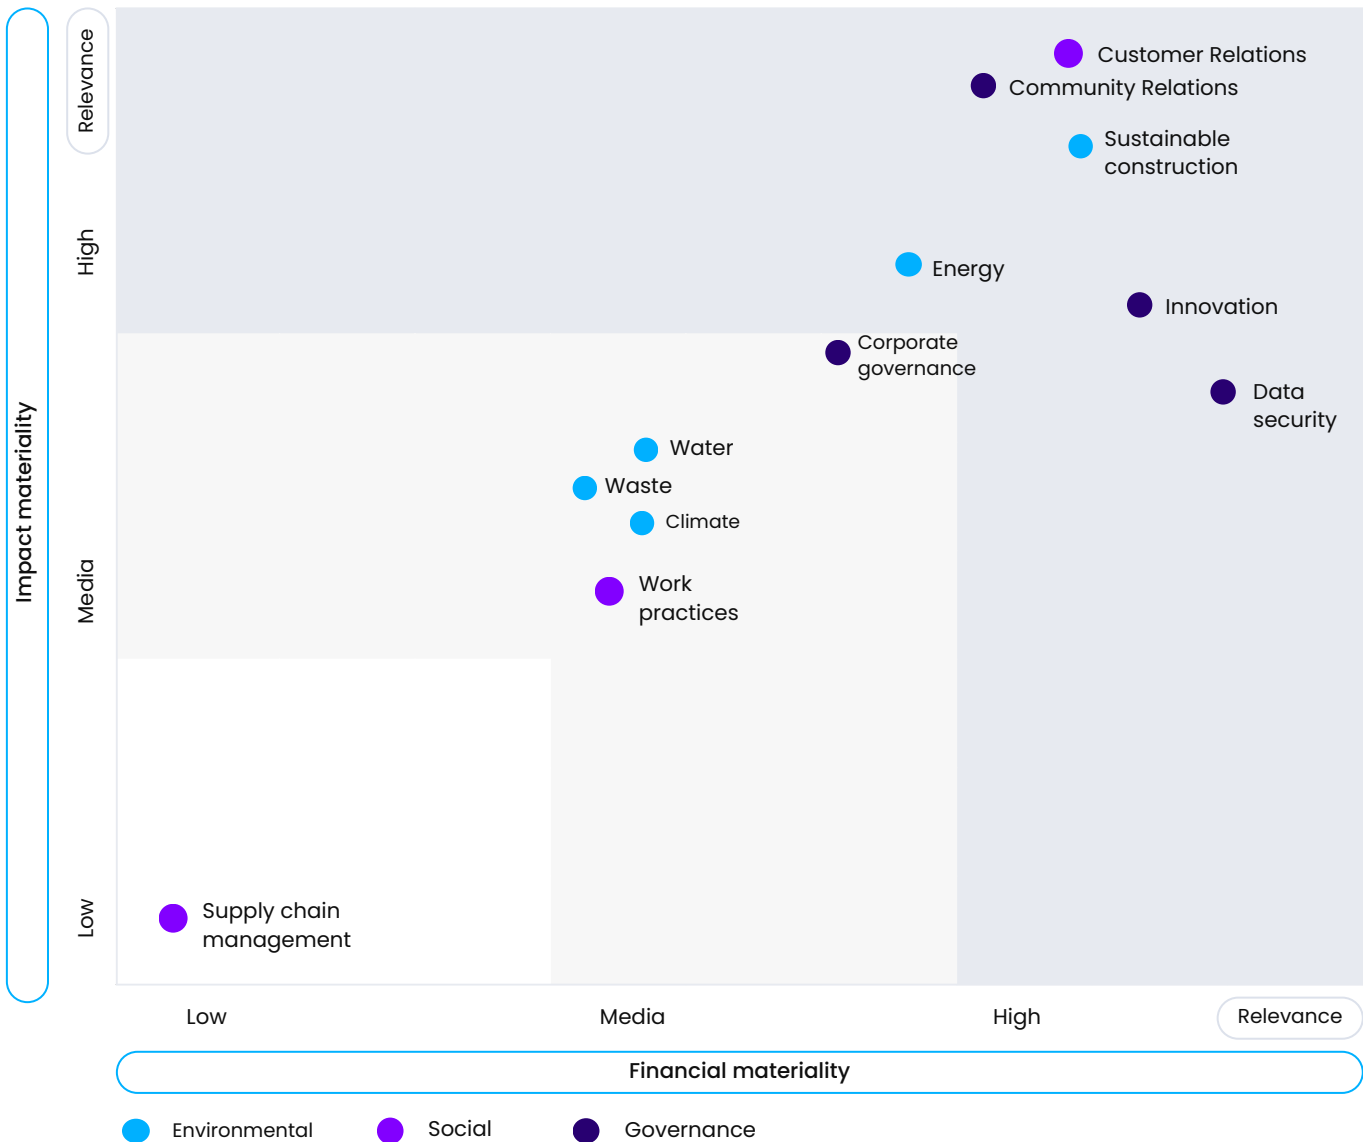 Relevance
High
Media
Low
Impact materiality
Customer Relations
Community Relations
Sustainable
construction
Energy
Innovation
Corporate
governance
Data
security
Water
Waste
Climate
Work
practices
Supply chain
management
Low
Media
High
Relevance
Financial materiality
Environmental
Social
Governance